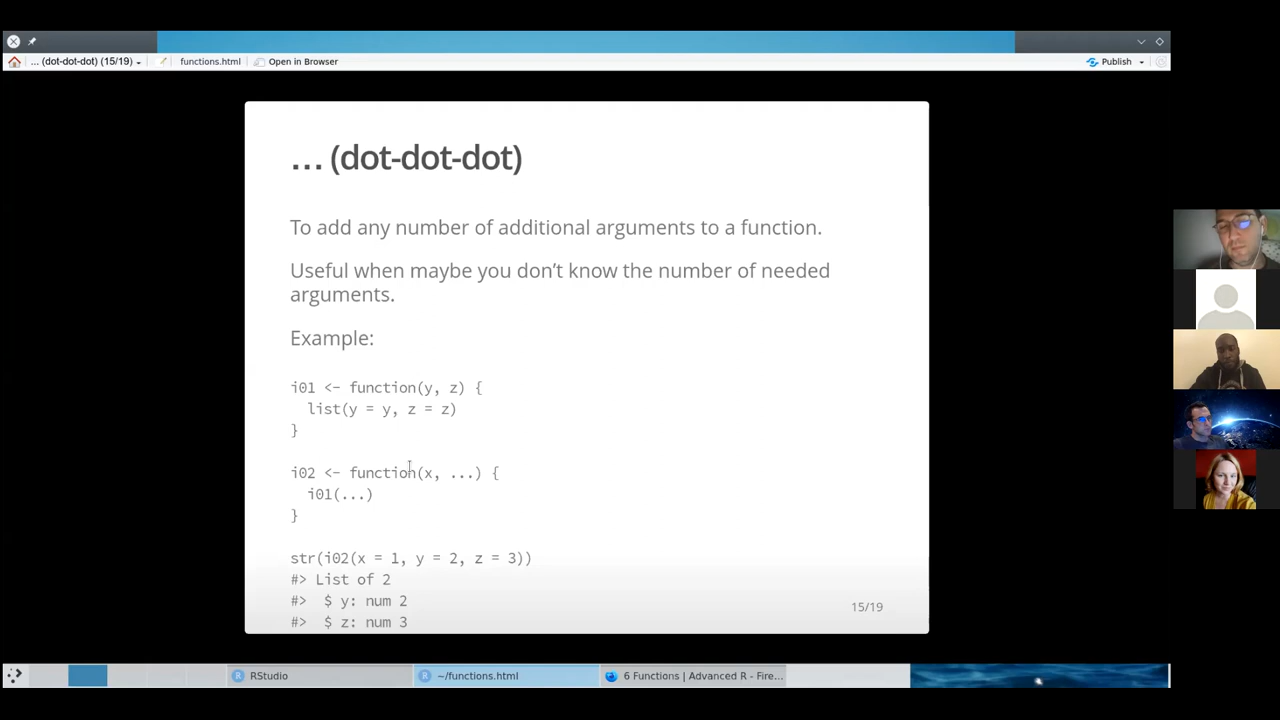 ... (dot-dot-dot) (15/19)
functions.html
Open in Browser
Publish
… (dot-dot-dot)
To add any number of additional arguments to a function.
Useful when maybe you don’t know the number of needed
arguments.
Example:
i01 <- function(y, z) {
  list(y = y, z = z)
}
i02 <- function(x, ...) {
  i01(...)
}
str(i02(x = 1, y = 2, z = 3))
#> List of 2
#>  $ y: num 2
#>  $ z: num 3
15/19
RStudio
~/functions.html
6 Functions | Advanced R - Fire...